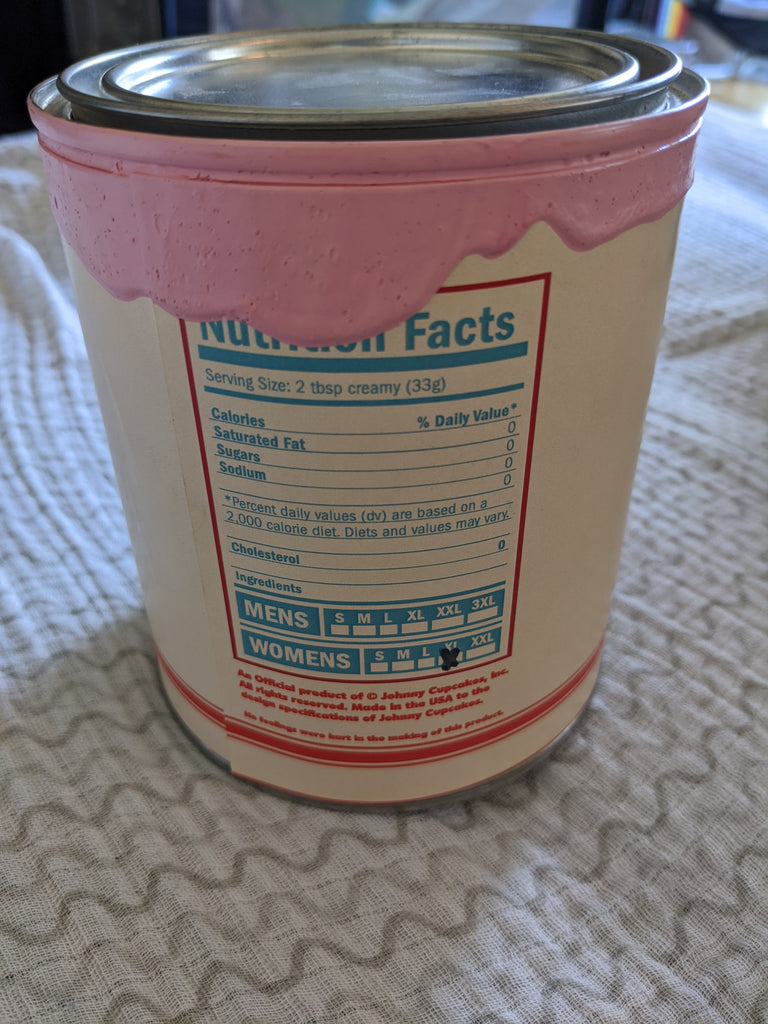 Nutrition Facts
Serving Size: 2 tbsp creamy (33g)
% Daily Value*
Calories 0
Saturated Fat 0
Sugars 0
Sodium 0
*Percent daily values (dv) are based on a
2,000 calorie diet. Diets and values may vary.
Cholesterol 0
Ingredients
MENS S M L XL XXL 3XL
WOMENS S M L XL XXL
An Official product of © Johnny Cupcakes, Inc.
All rights reserved. Made in the USA to the
design specifications of Johnny Cupcakes.
No feelings were hurt in the making of this product.